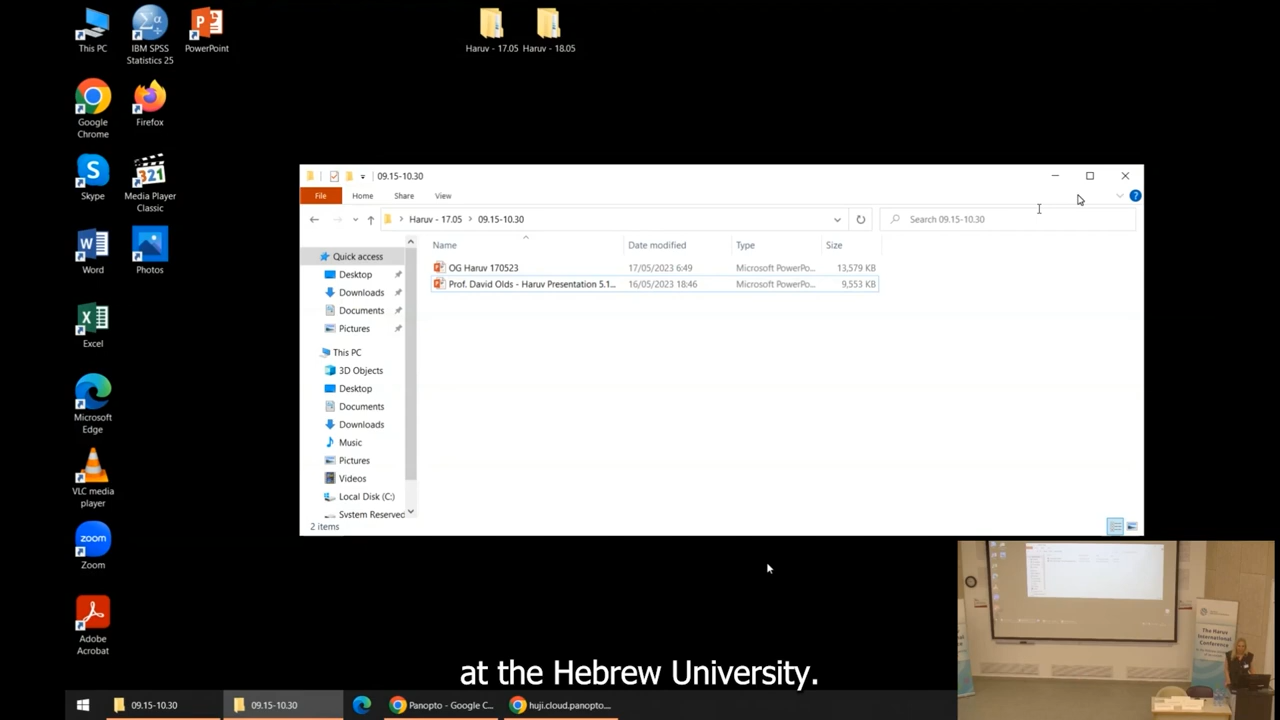 This PC
IBM SPSS
Statistics 25
PowerPoint
Haruv - 17.05
Haruv - 18.05
Google
Chrome
Firefox
Skype
Media Player
Classic
Word
Photos
Excel
Microsoft
Edge
VLC media
player
Zoom
Adobe
Acrobat
09.15-10.30
File
Home
Share
View
Haruv - 17.05
09.15-10.30
Search 09.15-10.30
Name
Date modified
Type
Size
OG Haruv 170523
17/05/2023 6:49
Microsoft PowerPo...
13,579 KB
Prof. David Olds - Haruv Presentation 5.1...
16/05/2023 18:46
Microsoft PowerPo...
9,553 KB
Quick access
Desktop
Downloads
Documents
Pictures
This PC
3D Objects
Desktop
Documents
Downloads
Music
Pictures
Videos
Local Disk (C:)
System Reserved
2 items
zoom
321
The Haruv
International
Conference
at the Hebrew University.
09.15-10.30
09.15-10.30
Panopto - Google C...
huji.cloud.panopto....